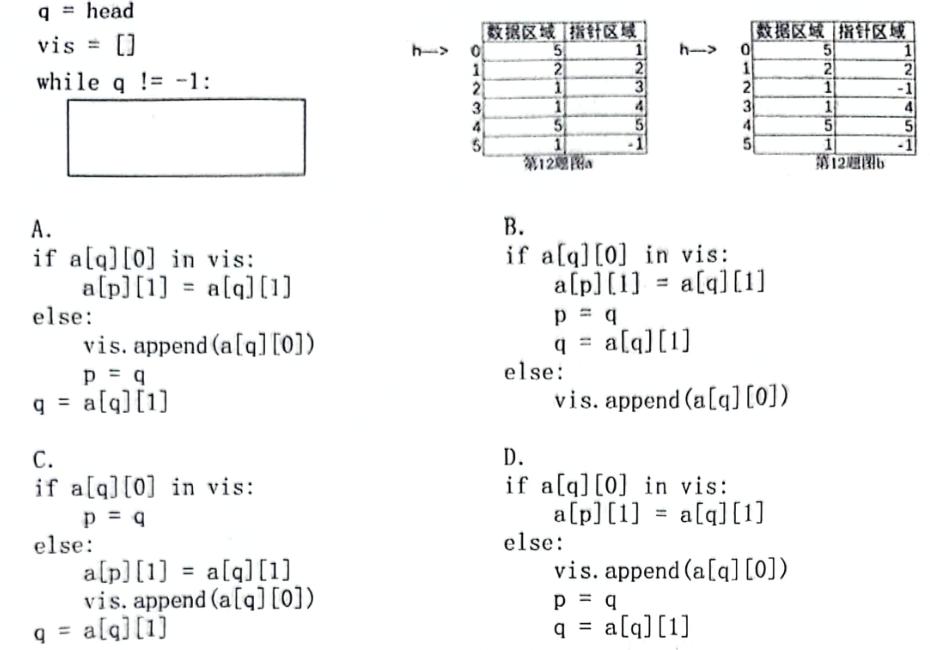 q = head
vis = []
while q != -1:
数据区域 指针区域
h—> 0 5 1
1 2 2
2 1 3
3 1 4
4 5 5
5 1 -1
第12题图a
数据区域 指针区域
h—> 0 5 1
1 2 2
2 1 -1
3 1 4
4 5 5
5 1 -1
第12题图b
A.
if a[q][0] in vis:
a[p][1] = a[q][1]
else:
vis.append(a[q][0])
p = q
q = a[q][1]
B.
if a[q][0] in vis:
a[p][1] = a[q][1]
p = q
q = a[q][1]
else:
vis.append(a[q][0])
C.
if a[q][0] in vis:
p = q
else:
a[p][1] = a[q][1]
vis.append(a[q][0])
q = a[q][1]
D.
if a[q][0] in vis:
a[p][1] = a[q][1]
else:
vis.append(a[q][0])
p = q
q = a[q][1]